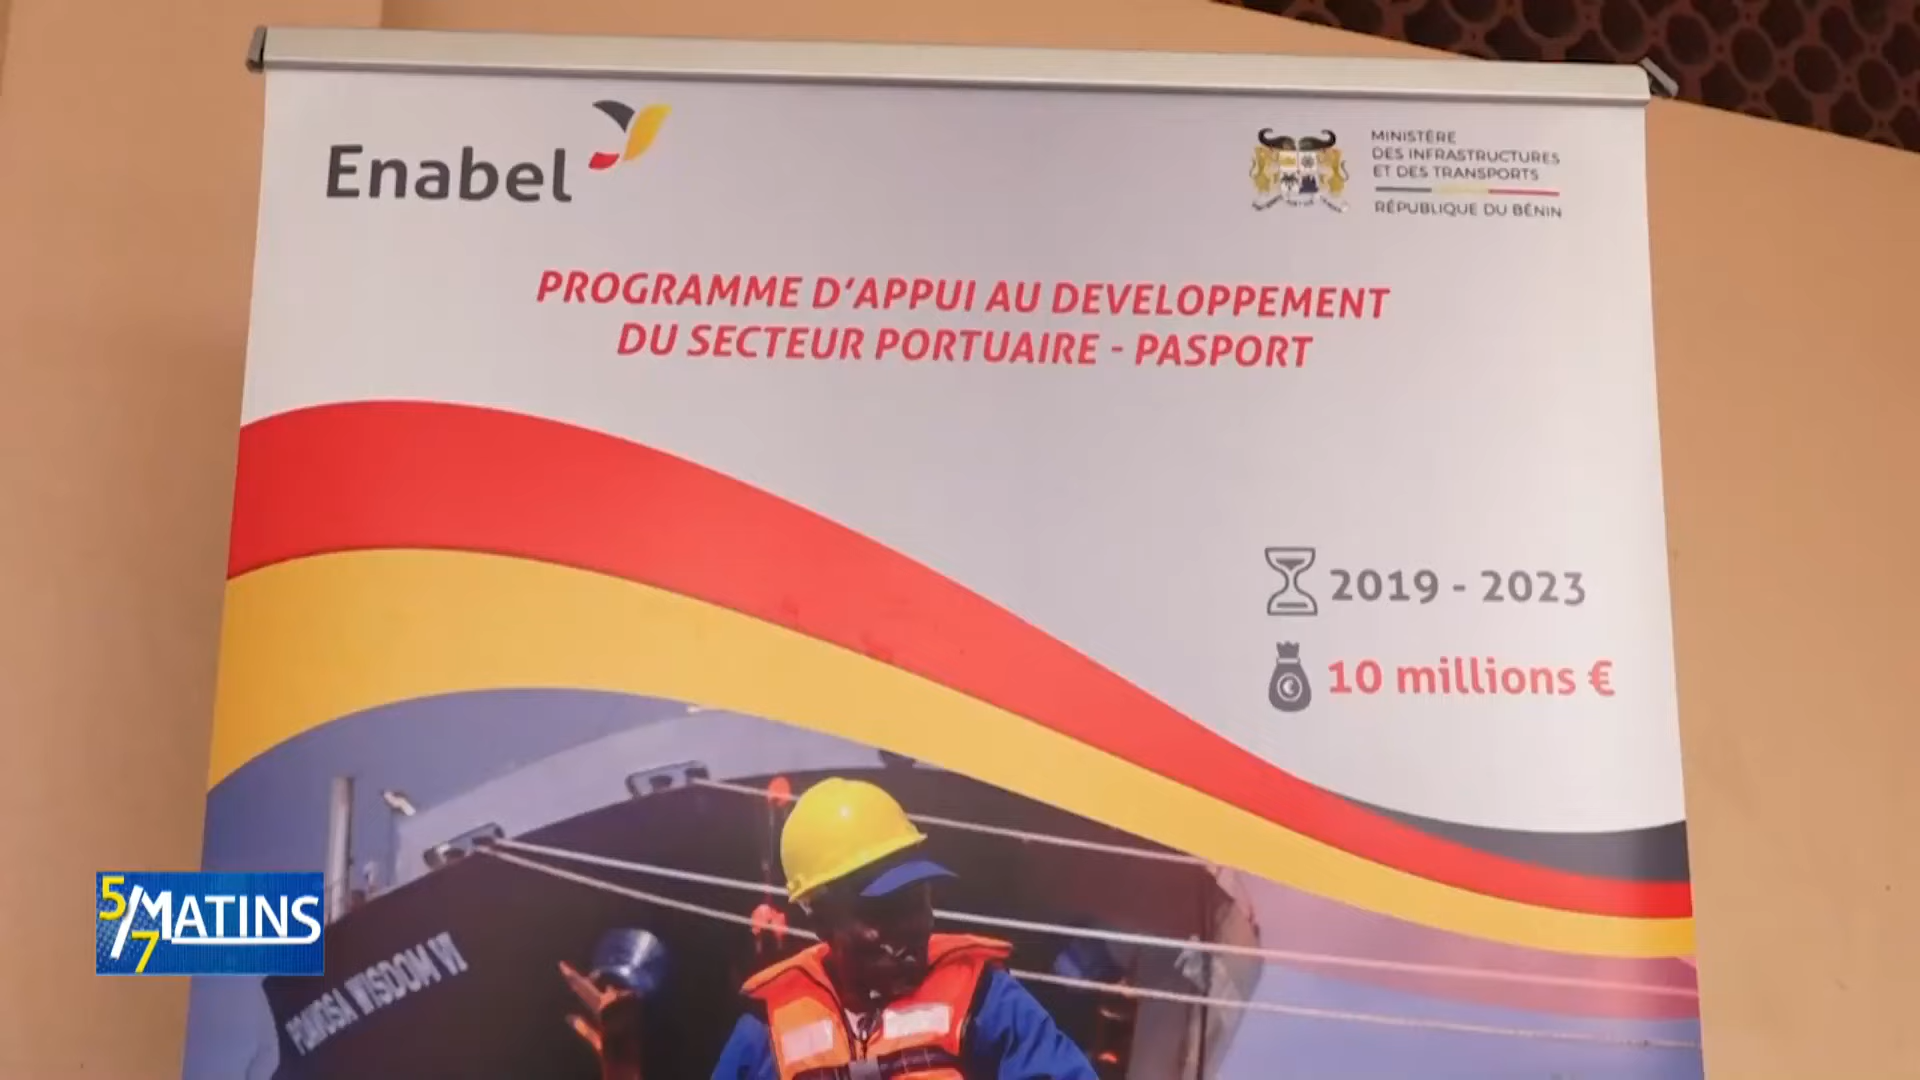 Enabel
MINISTÈRE
DES INFRASTRUCTURES
ET DES TRANSPORTS
RÉPUBLIQUE DU BÉNIN
PROGRAMME D'APPUI AU DEVELOPPEMENT
DU SECTEUR PORTUAIRE - PASPORT
2019 - 2023
10 millions €
5/7 MATINS
WISDOM VI